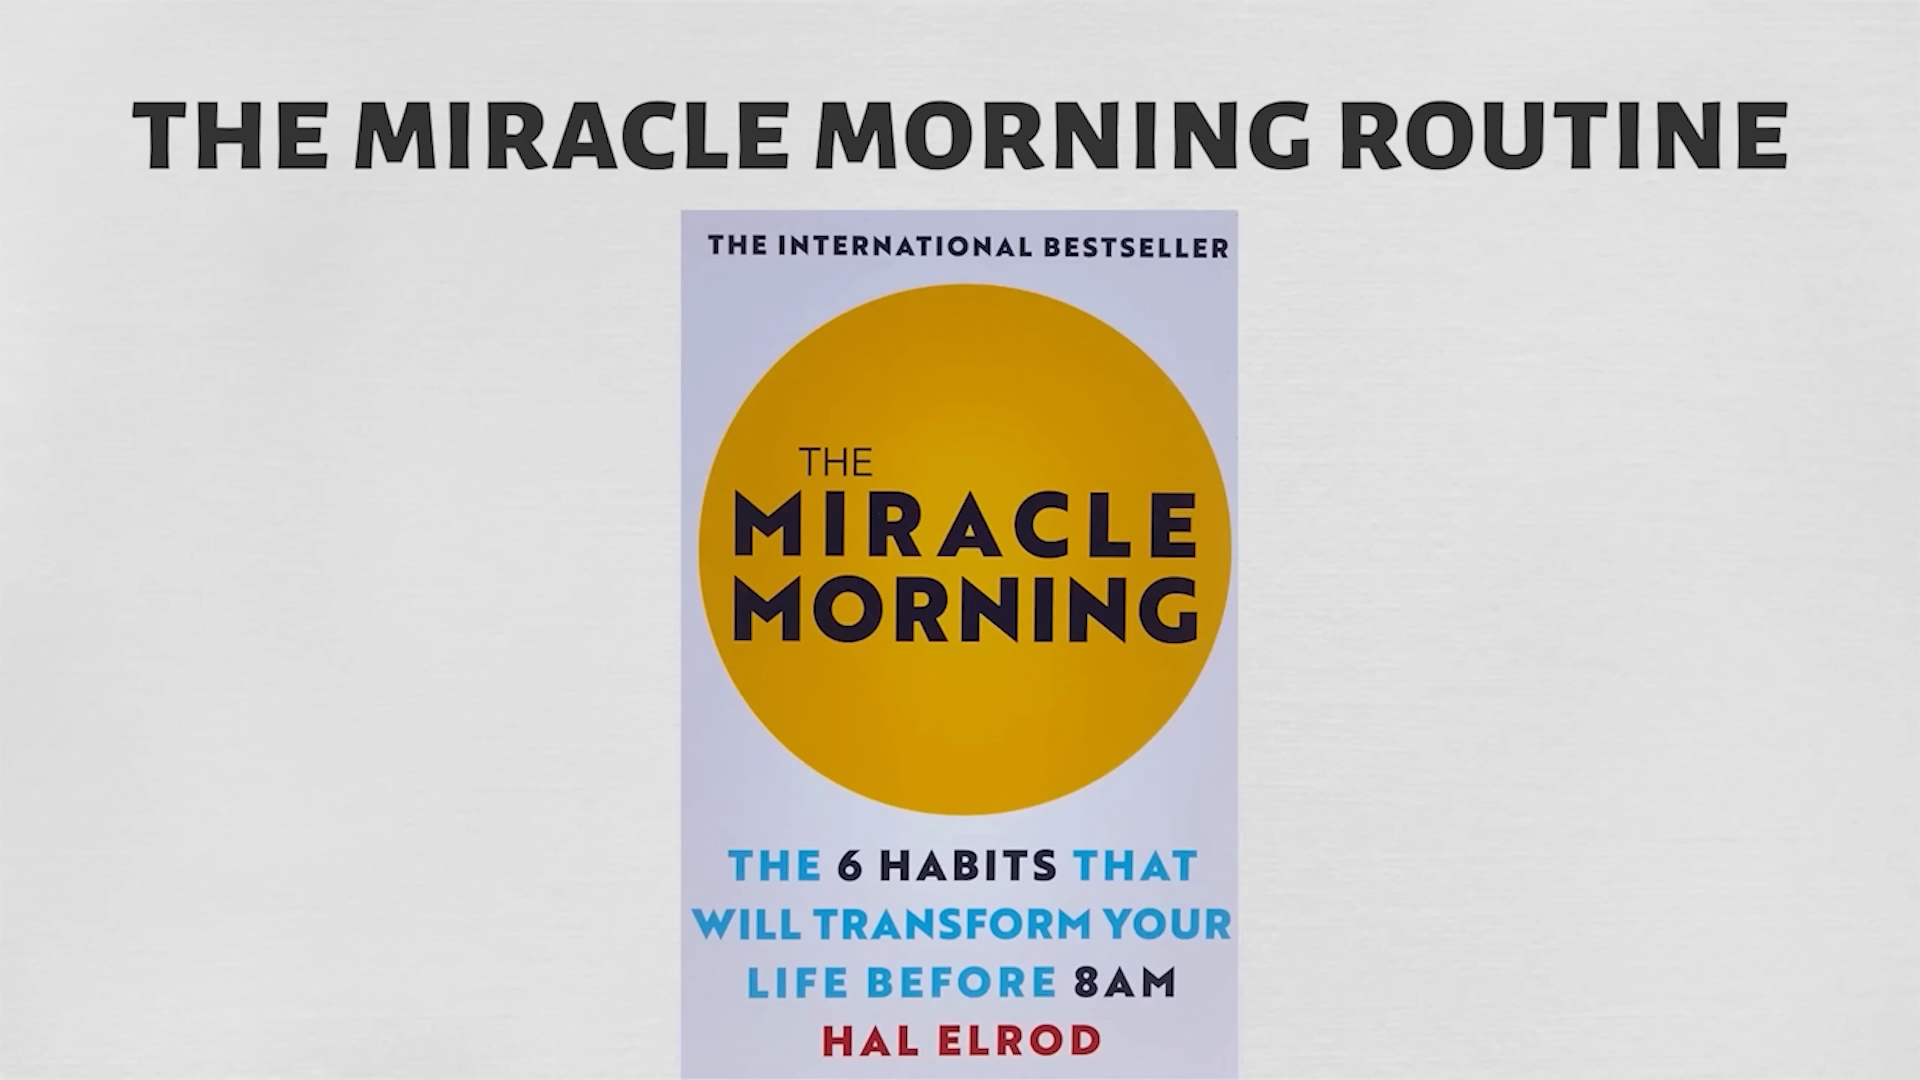 THE MIRACLE MORNING ROUTINE
THE INTERNATIONAL BESTSELLER
THE
MIRACLE
MORNING
THE 6 HABITS THAT
WILL TRANSFORM YOUR
LIFE BEFORE 8AM
HAL ELROD